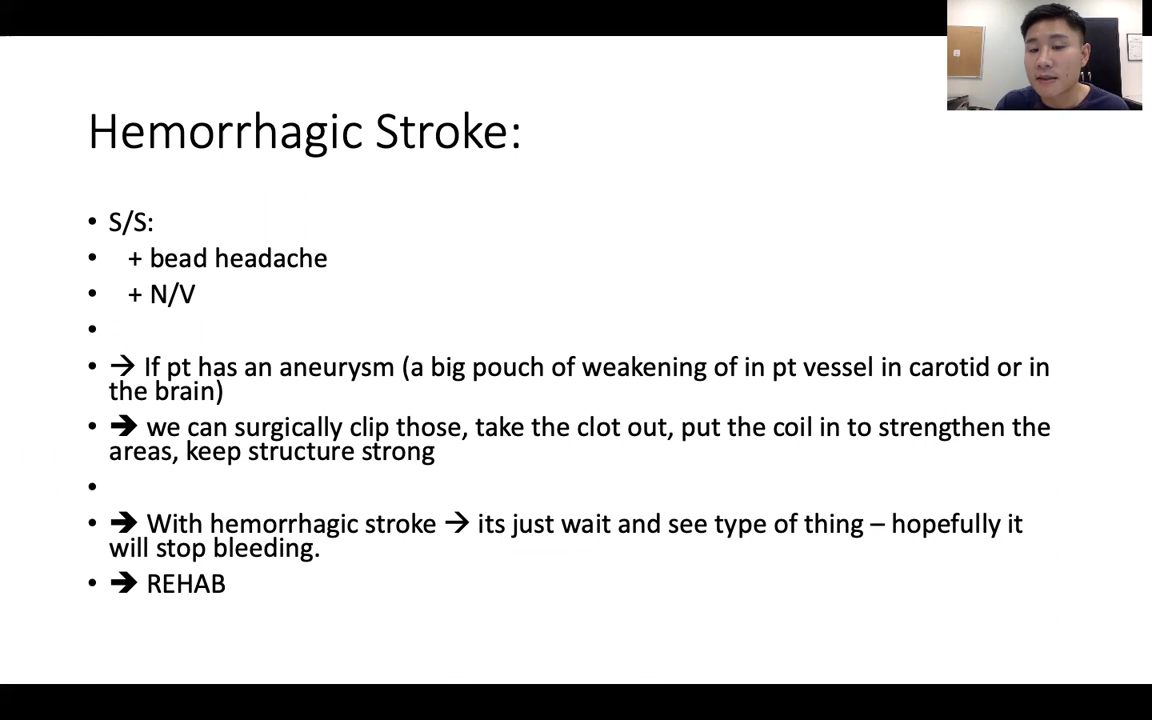 Hemorrhagic Stroke:
• S/S:
• + bead headache
• + N/V
•
• → If pt has an aneurysm (a big pouch of weakening of in pt vessel in carotid or in
the brain)
• → we can surgically clip those, take the clot out, put the coil in to strengthen the
areas, keep structure strong
•
• → With hemorrhagic stroke → its just wait and see type of thing – hopefully it
will stop bleeding.
• → REHAB